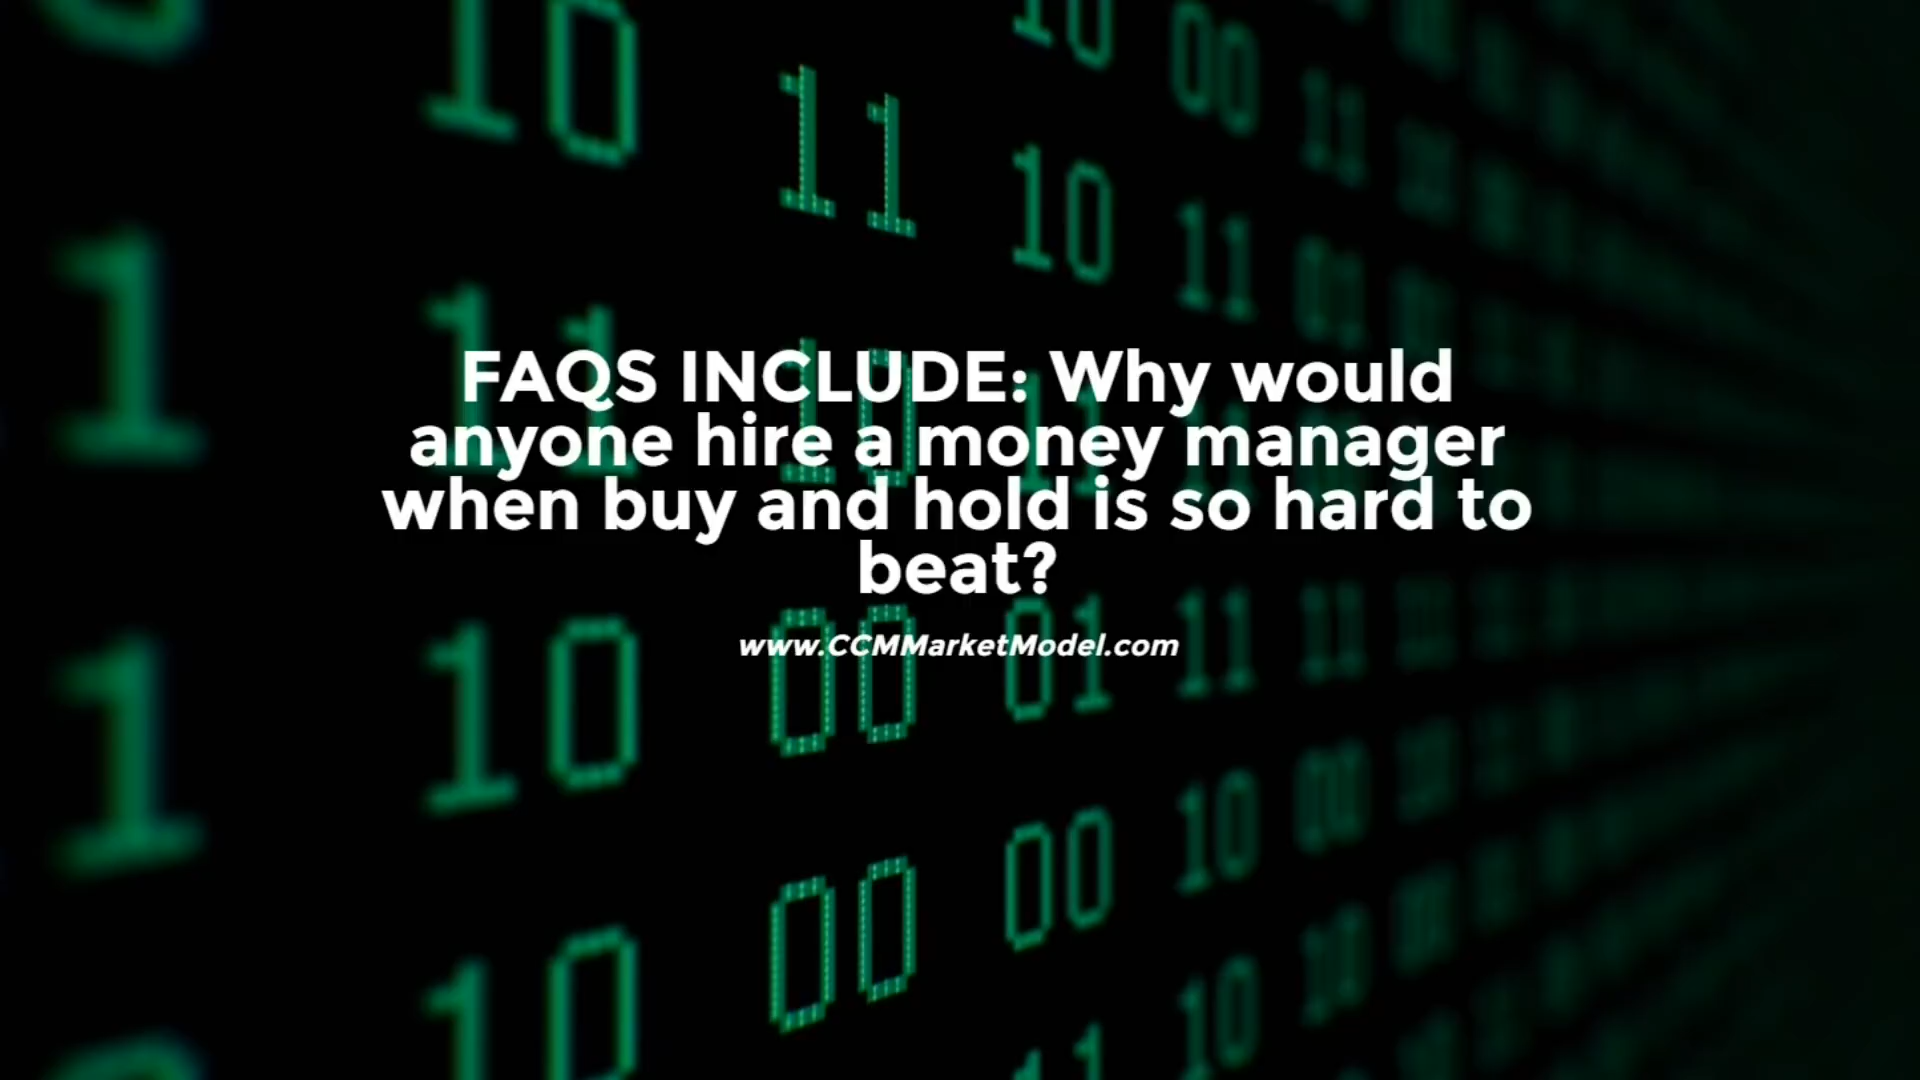 FAQS INCLUDE: Why would
anyone hire a money manager
when buy and hold is so hard to
beat?
www.CCMMarketModel.com